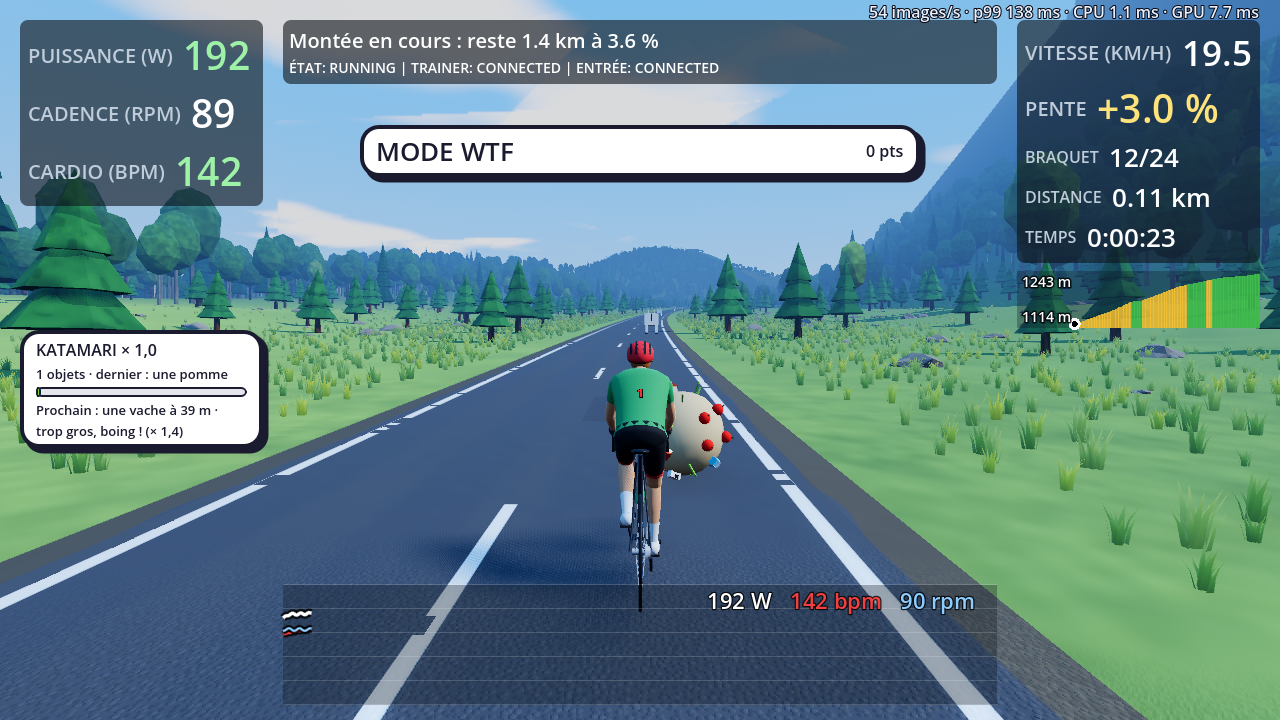 54 images/s · p99 138 ms · CPU 1.1 ms · GPU 7.7 ms
PUISSANCE (W) 192
CADENCE (RPM) 89
CARDIO (BPM) 142
Montée en cours : reste 1.4 km à 3.6 %
ÉTAT: RUNNING | TRAINER: CONNECTED | ENTRÉE: CONNECTED
MODE WTF 0 pts
VITESSE (KM/H) 19.5
PENTE +3.0 %
BRAQUET 12/24
DISTANCE 0.11 km
TEMPS 0:00:23
1243 m
1114 m
KATAMARI × 1,0
1 objets · dernier : une pomme
Prochain : une vache à 39 m ·
trop gros, boing ! (× 1,4)
1
192 W 142 bpm 90 rpm